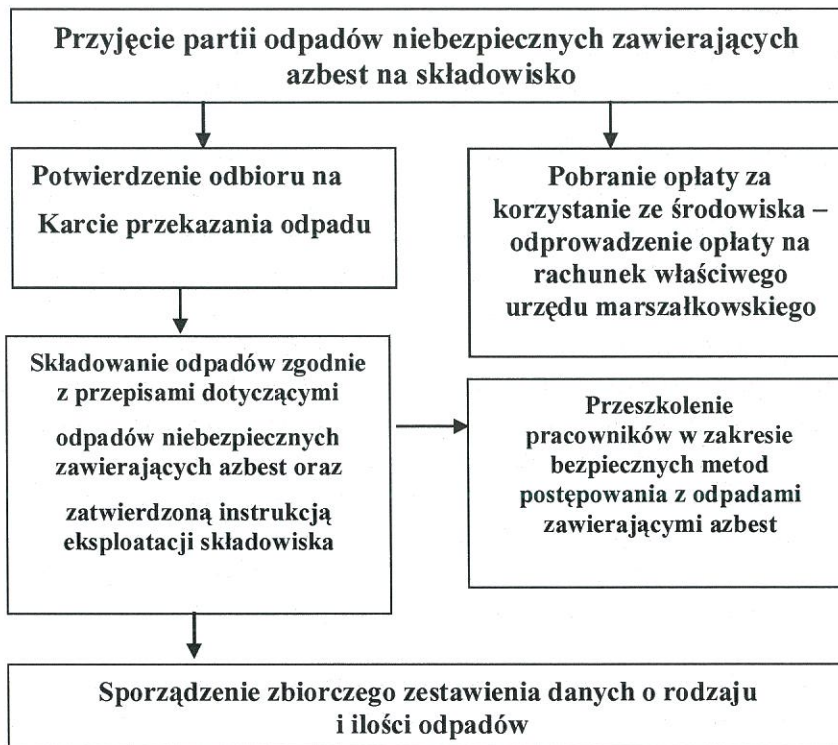 Przyjęcie partii odpadów niebezpiecznych zawierających
azbest na składowisko
Potwierdzenie odbioru na
Karcie przekazania odpadu
Pobranie opłaty za
korzystanie ze środowiska –
odprowadzenie opłaty na
rachunek właściwego
urzędu marszałkowskiego
Składowanie odpadów zgodnie
z przepisami dotyczącymi
odpadów niebezpiecznych
zawierających azbest oraz
zatwierdzoną instrukcją
eksploatacji składowiska
Przeszkolenie
pracowników w zakresie
bezpiecznych metod
postępowania z odpadami
zawierającymi azbest
Sporządzenie zbiorczego zestawienia danych o rodzaju
i ilości odpadów